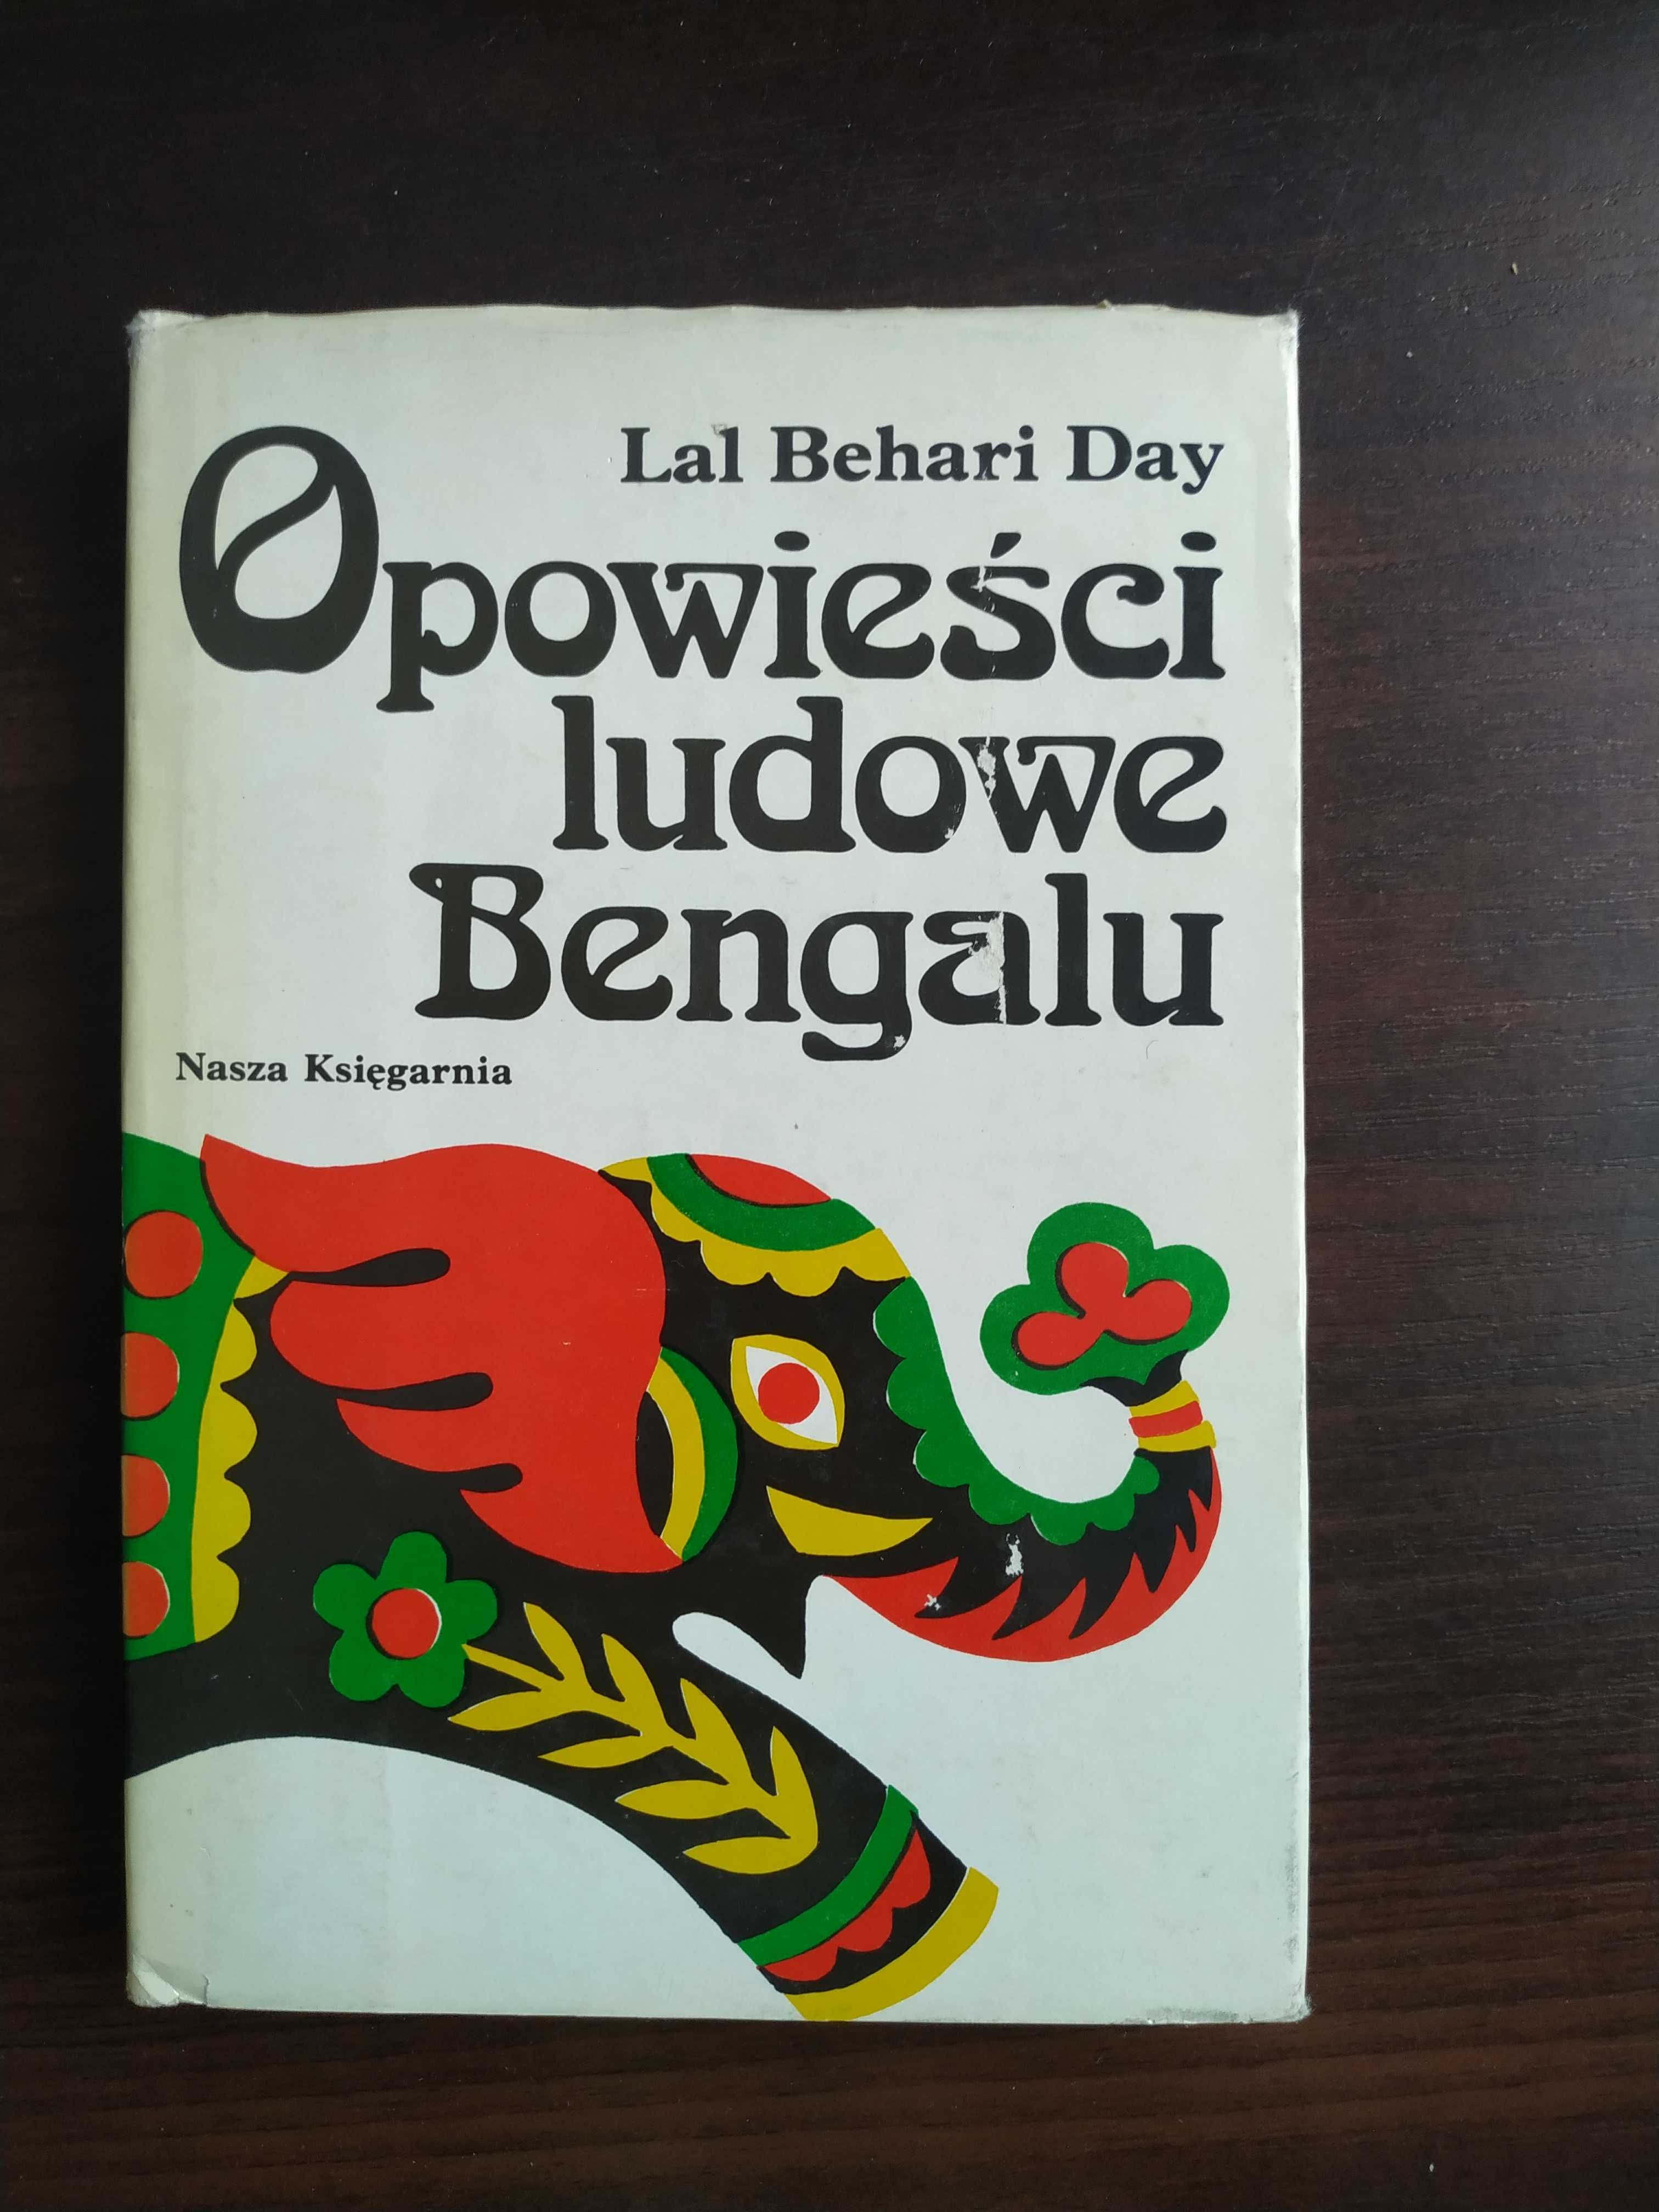 Lal Behari Day
Opowieści
ludowe
Bengalu
Nasza Księgarnia